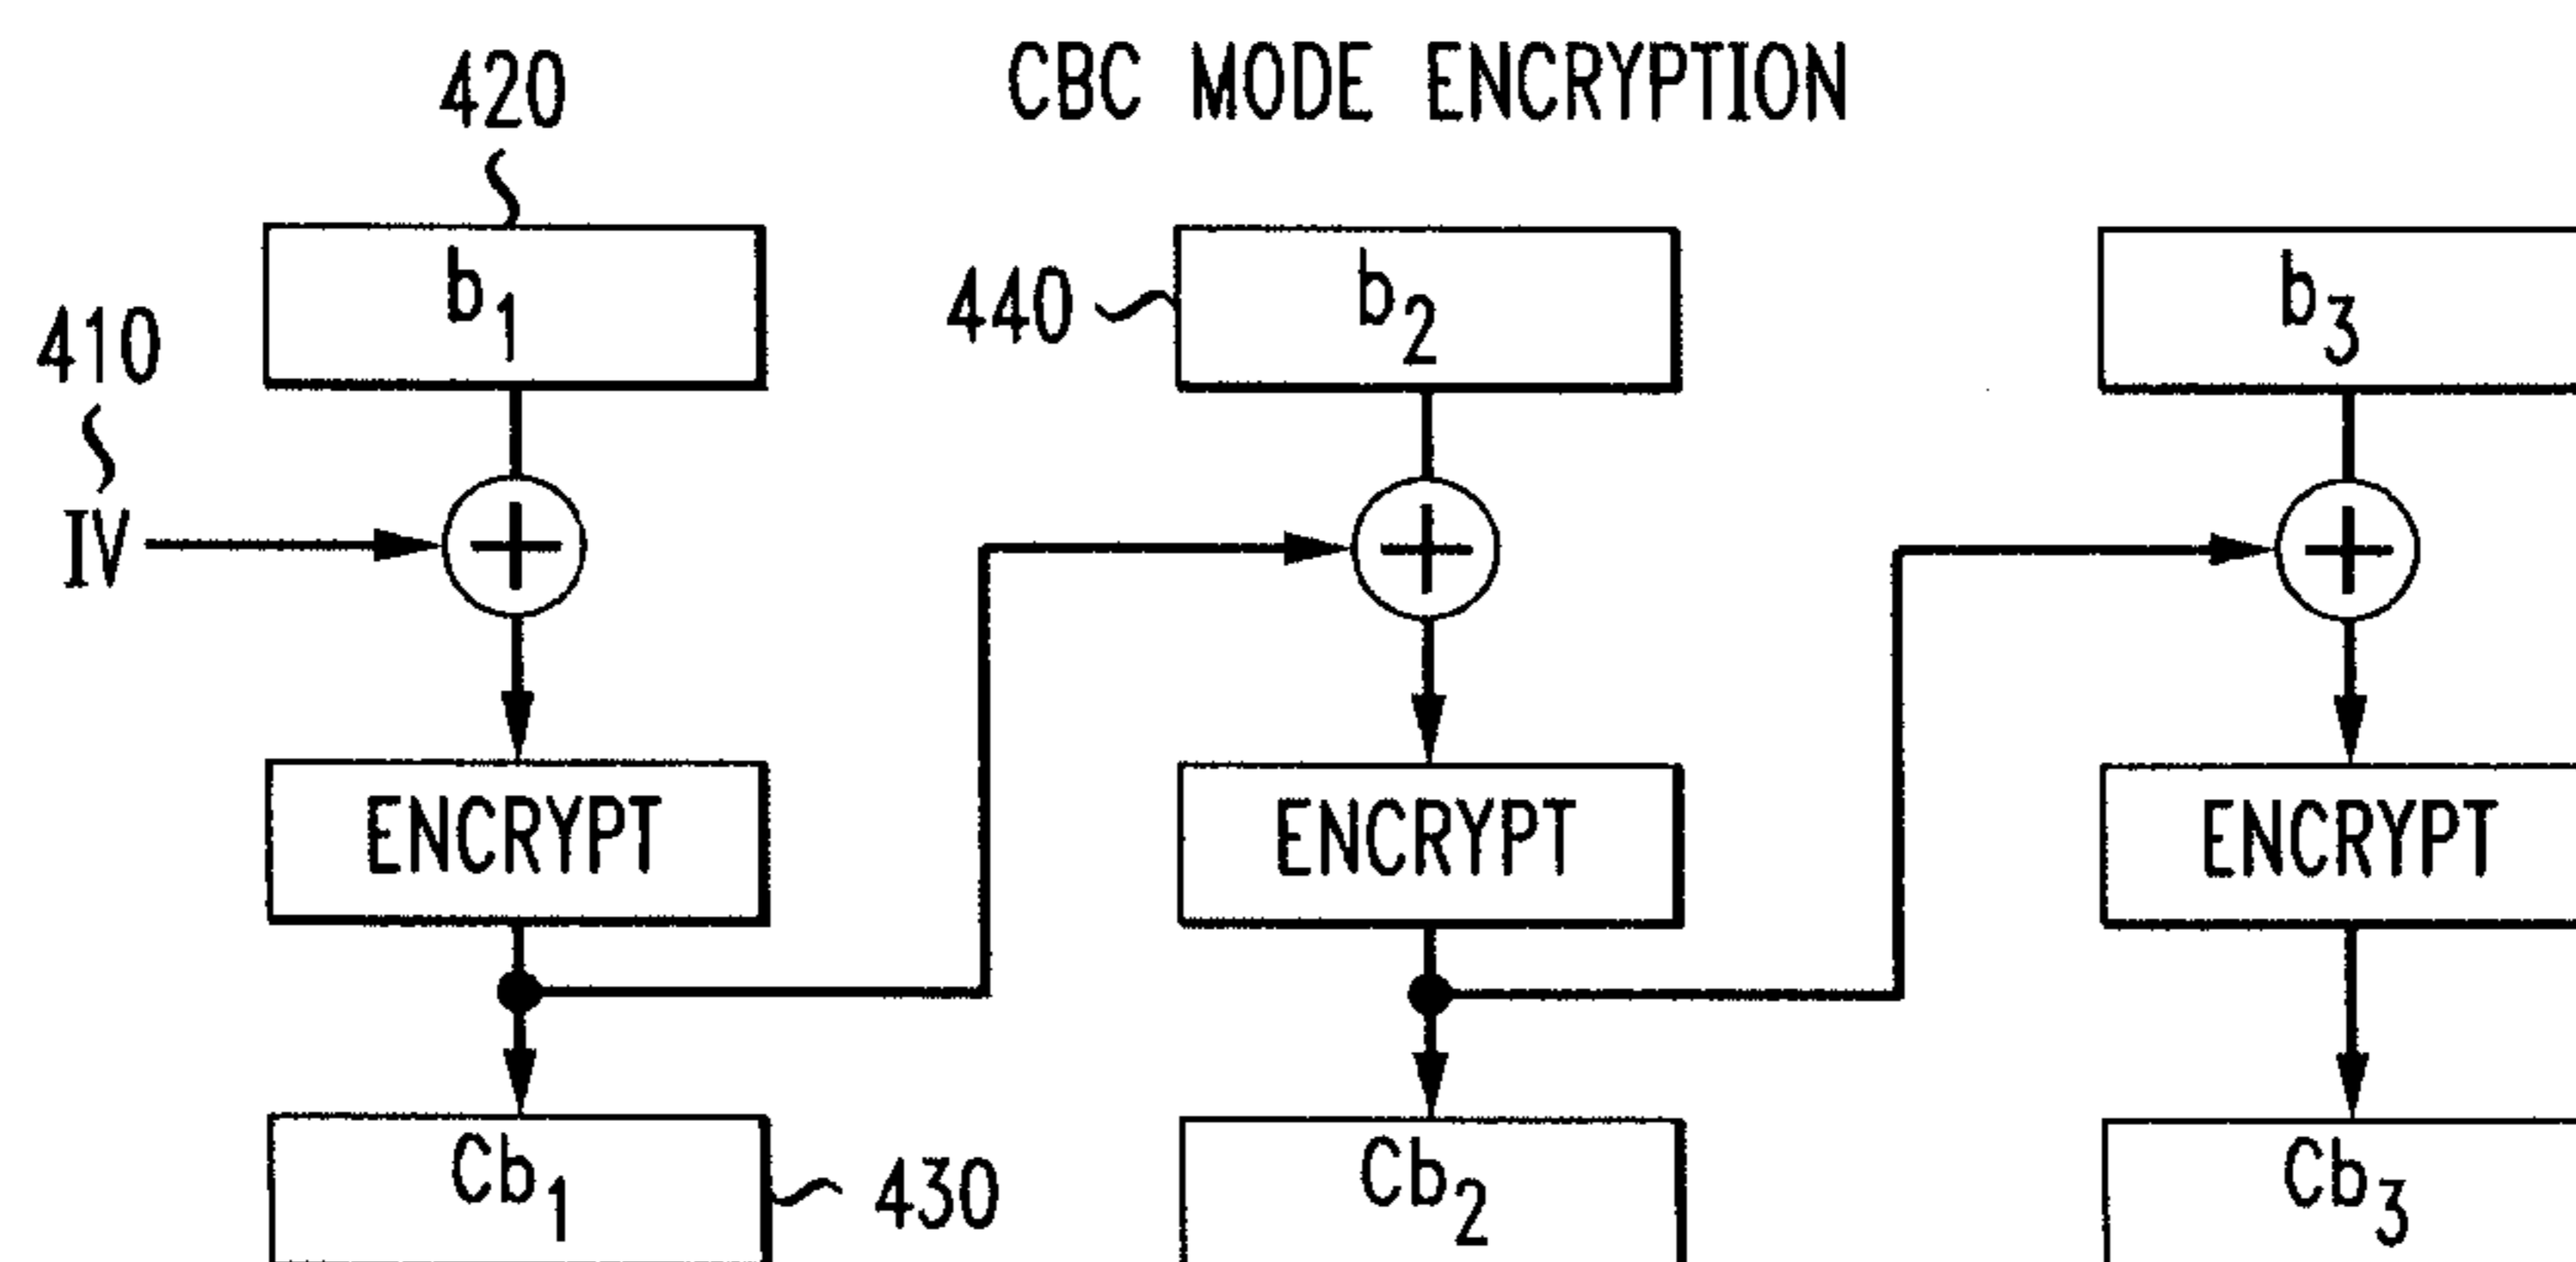 420
CBC MODE ENCRYPTION
b1
440
b2
b3
410
IV
ENCRYPT
ENCRYPT
ENCRYPT
Cb1
430
Cb2
Cb3